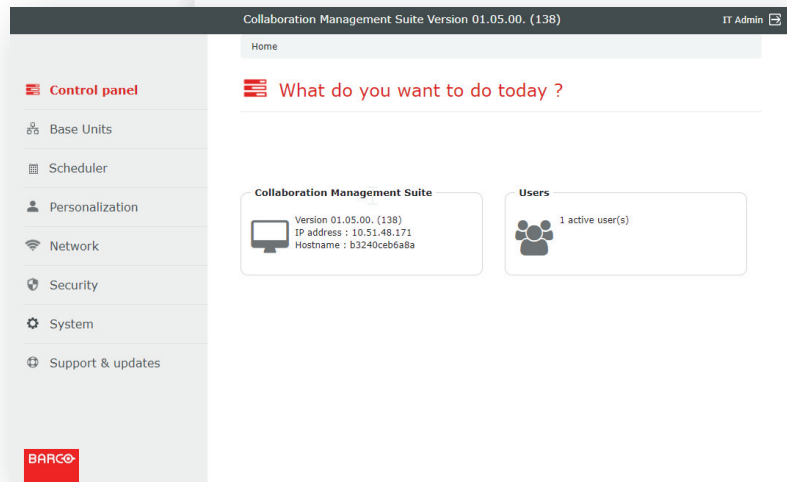 Collaboration Management Suite Version 01.05.00. (138)
IT Admin
Home
Control panel
Base Units
Scheduler
Personalization
Network
Security
System
Support & updates
What do you want to do today ?
Collaboration Management Suite
Version 01.05.00. (138)
IP address : 10.51.48.171
Hostname : b3240ceb6a8a
Users
1 active user(s)
BARCO